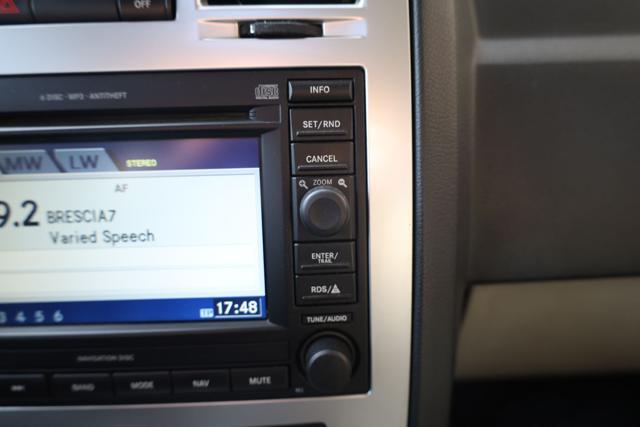 OFF
6 DISC · MP3 · ANTITHEFT
INFO
SET/RND
MW LW STEREO
CANCEL
AF
ZOOM
9.2 BRESCIA7
Varied Speech
ENTER/
TRAIL
RDS/
3 4 5 6 TP 17:48
TUNE/AUDIO
NAVIGATION DISC
BAND MODE NAV MUTE